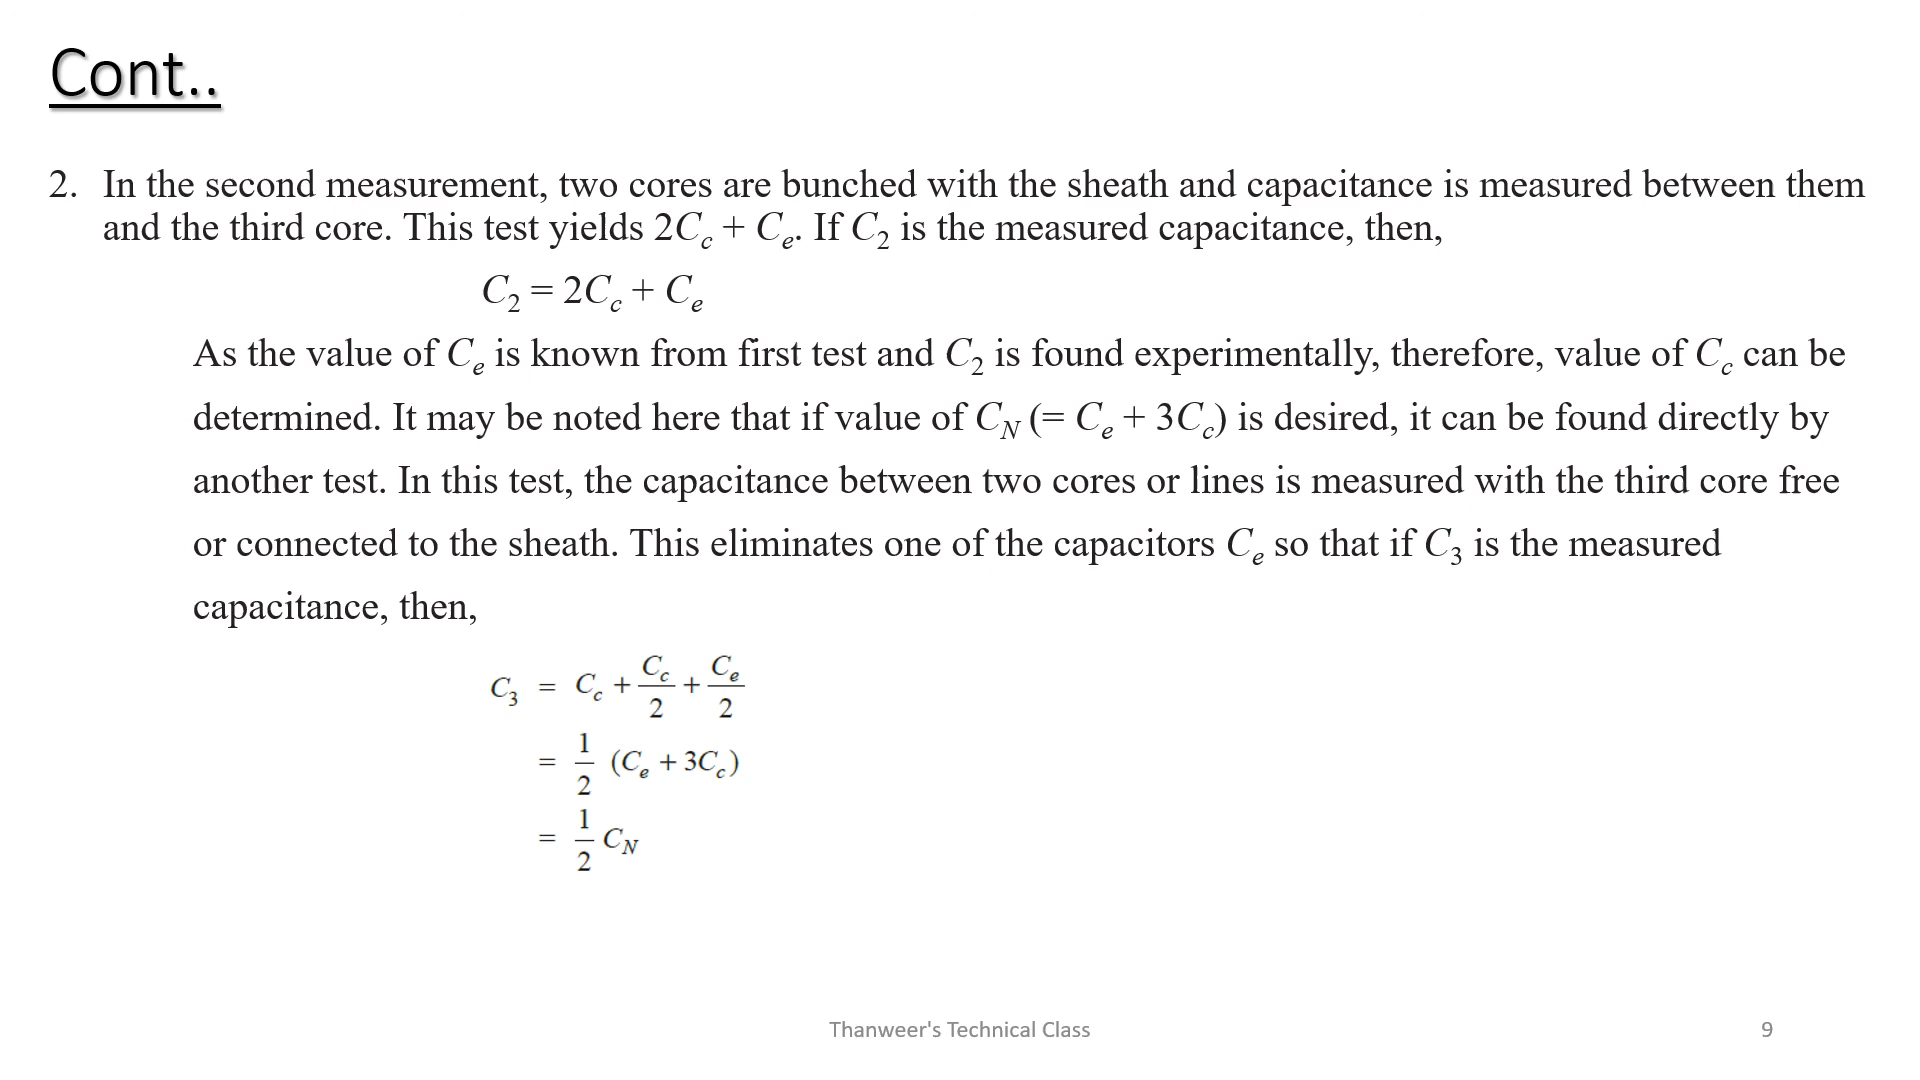 Cont..
2. In the second measurement, two cores are bunched with the sheath and capacitance is measured between them
and the third core. This test yields 2C_c + C_e. If C_2 is the measured capacitance, then,
C_2 = 2C_c + C_e
As the value of C_e is known from first test and C_2 is found experimentally, therefore, value of C_c can be
determined. It may be noted here that if value of C_N (= C_e + 3C_c) is desired, it can be found directly by
another test. In this test, the capacitance between two cores or lines is measured with the third core free
or connected to the sheath. This eliminates one of the capacitors C_e so that if C_3 is the measured
capacitance, then,
C_3 = C_c + C_c/2 + C_e/2
= 1/2 (C_e + 3C_c)
= 1/2 C_N
Thanweer's Technical Class 9